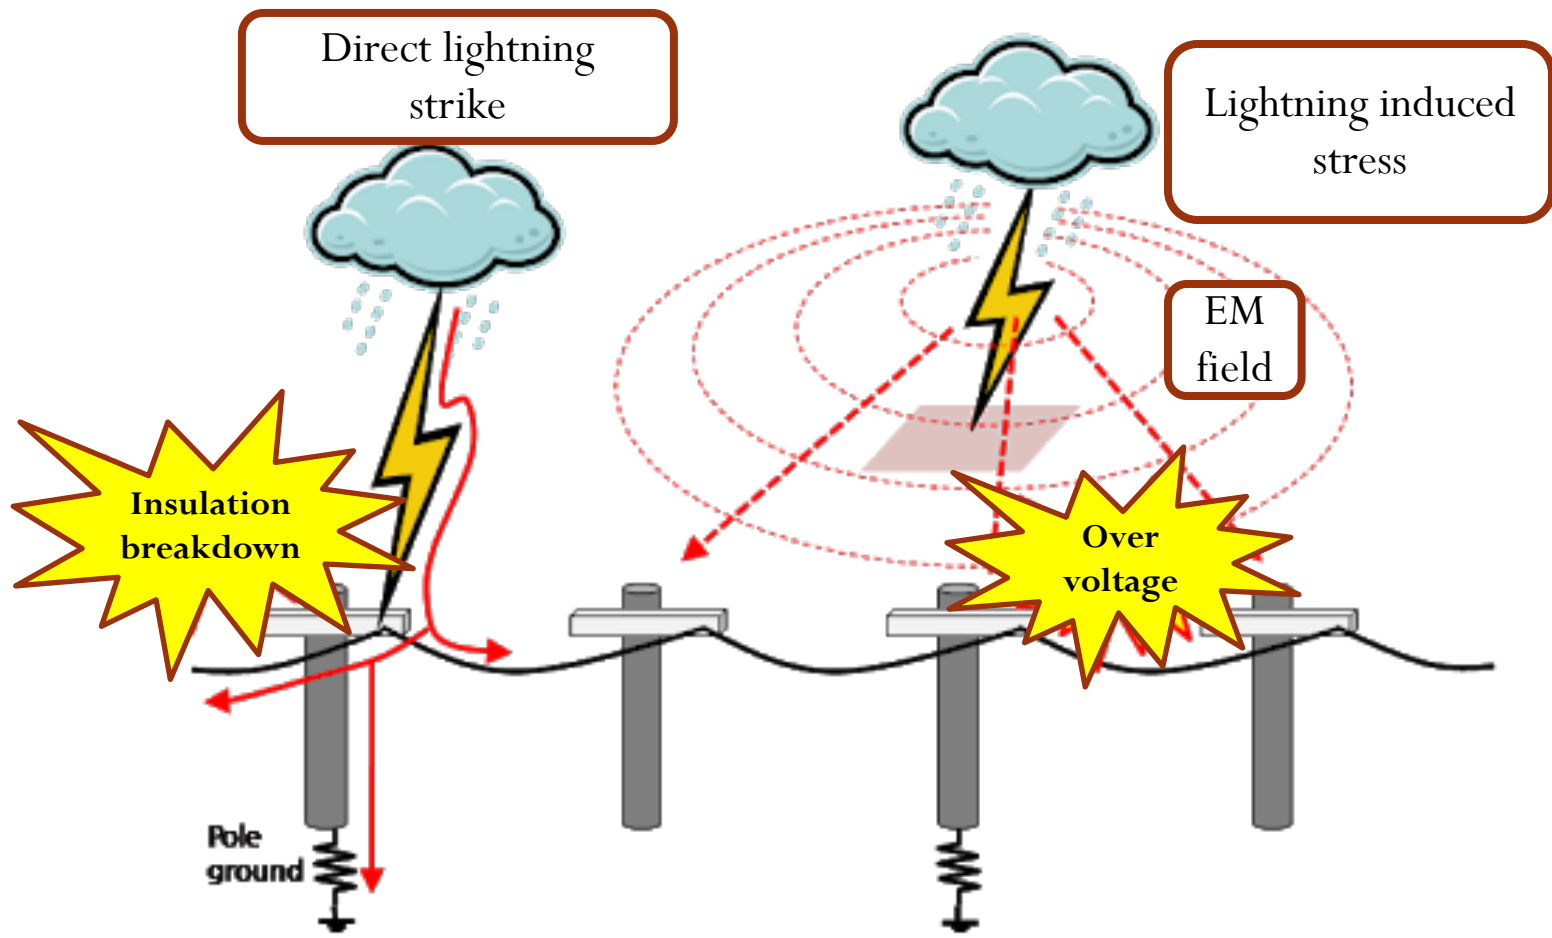 Direct lightning
strike
Lightning induced
stress
EM
field
Insulation
breakdown
Over
voltage
Pole
ground